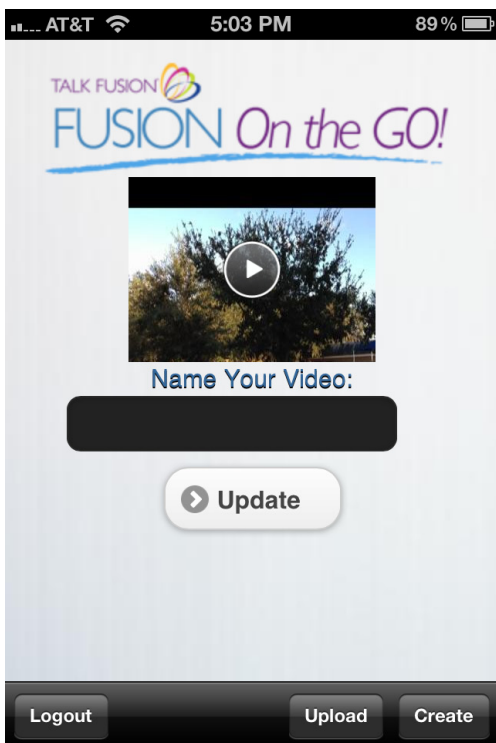 AT&T 5:03 PM 89%
TALK FUSION
FUSION On the GO!
Name Your Video:
Update
Logout Upload Create